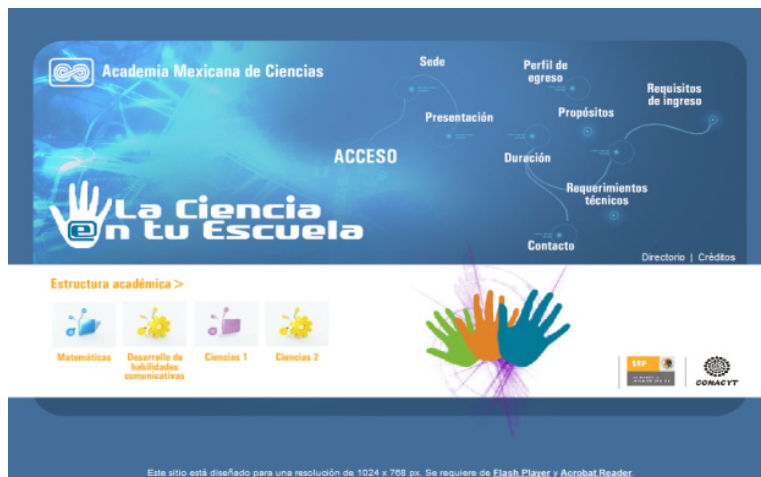 Academia Mexicana de Ciencias
Sede
Perfil de
egreso
Requisitos
de ingreso
Presentación
Propósitos
ACCESO
Duración
Requerimientos
técnicos
La Ciencia
en tu Escuela
Contacto
Directorio | Créditos
Estructura académica >
Matemáticas
Desarrollo de
habilidades
comunicativas
Ciencias 1
Ciencias 2
SEP
CONACYT
Este sitio está diseñado para una resolución de 1024 x 768 px. Se requiere de Flash Player y Acrobat Reader.